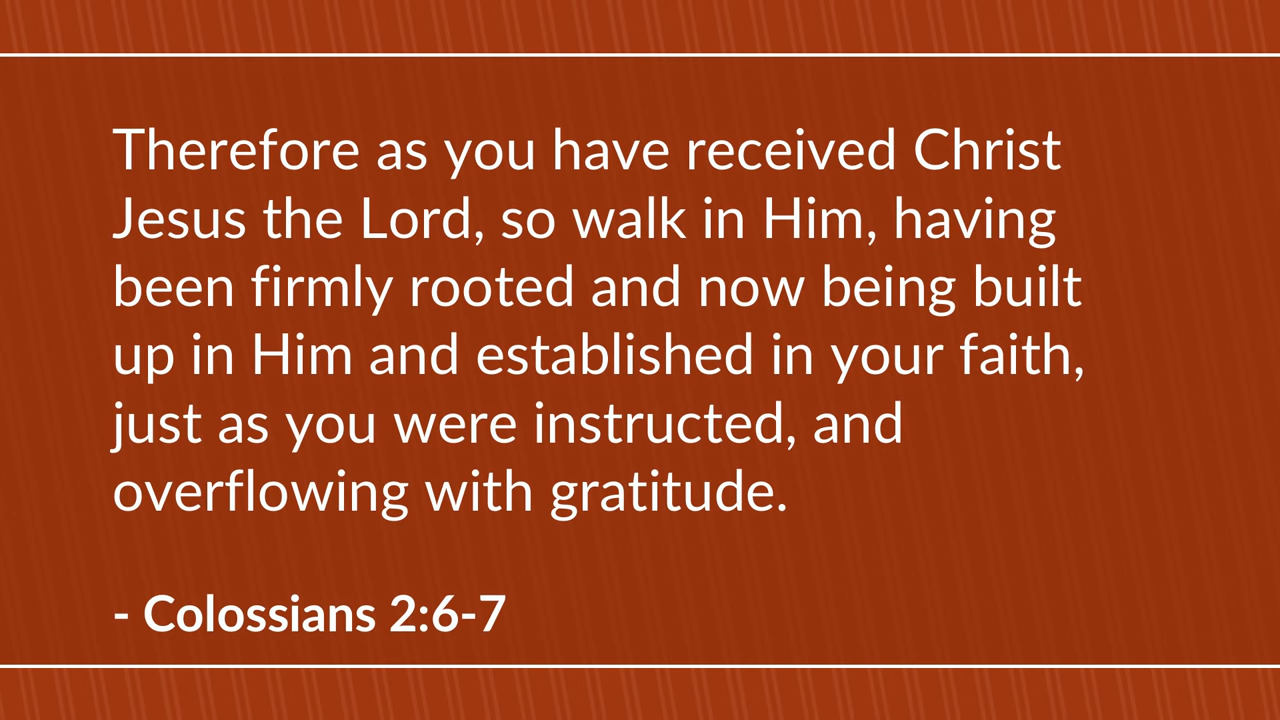 Therefore as you have received Christ
Jesus the Lord, so walk in Him, having
been firmly rooted and now being built
up in Him and established in your faith,
just as you were instructed, and
overflowing with gratitude.
- Colossians 2:6-7